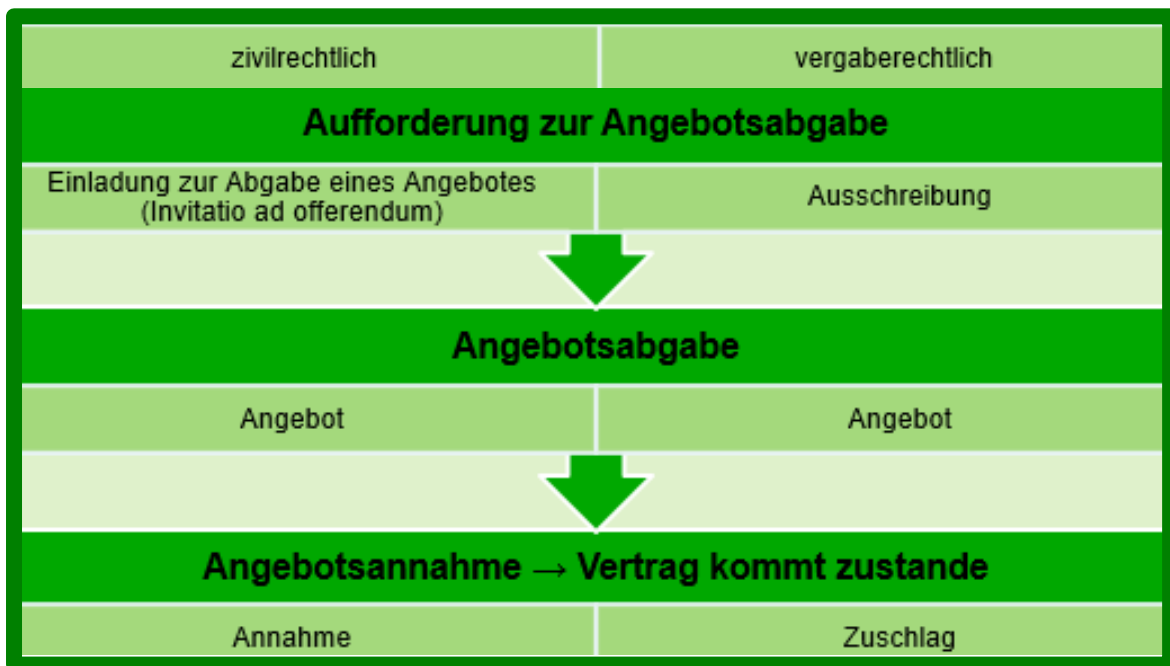 zivilrechtlich
vergaberechtlich
Aufforderung zur Angebotsabgabe
Einladung zur Abgabe eines Angebotes
(Invitatio ad offerendum)
Ausschreibung
Angebotsabgabe
Angebot
Angebot
Angebotsannahme → Vertrag kommt zustande
Annahme
Zuschlag